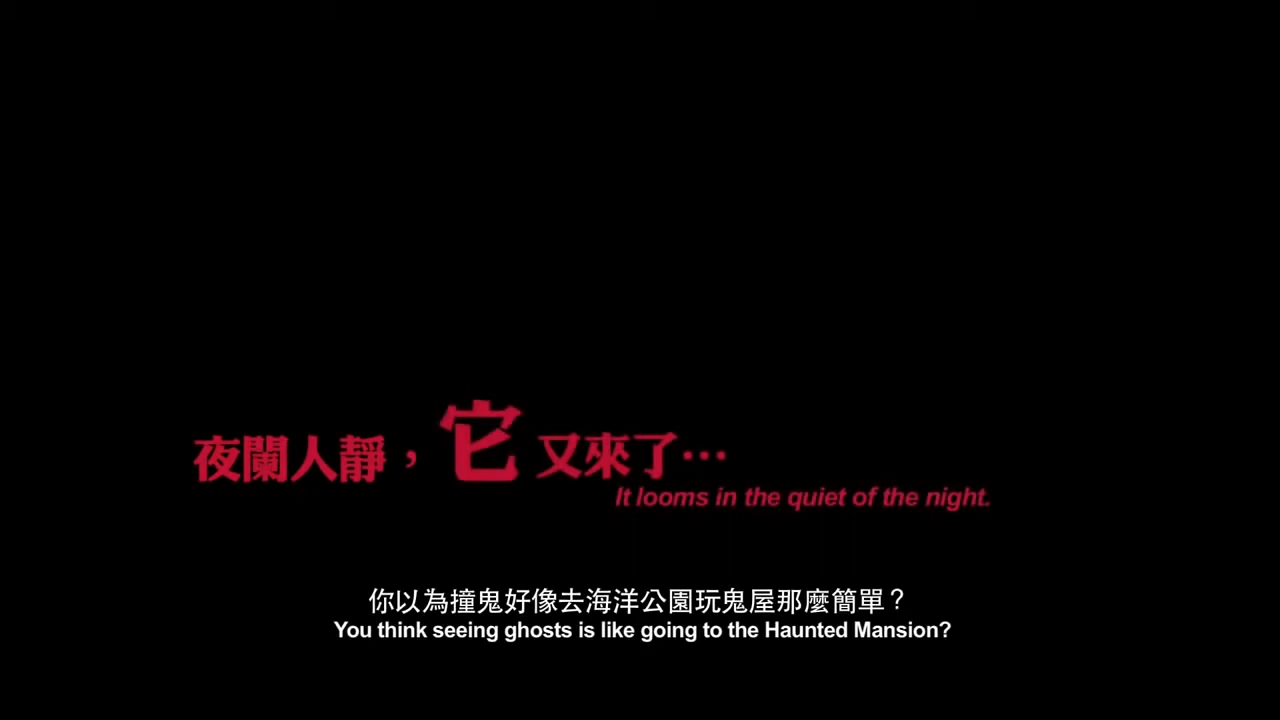 夜闌人靜，它又來了…
It looms in the quiet of the night.
你以為撞鬼好像去海洋公園玩鬼屋那麼簡單？
You think seeing ghosts is like going to the Haunted Mansion?